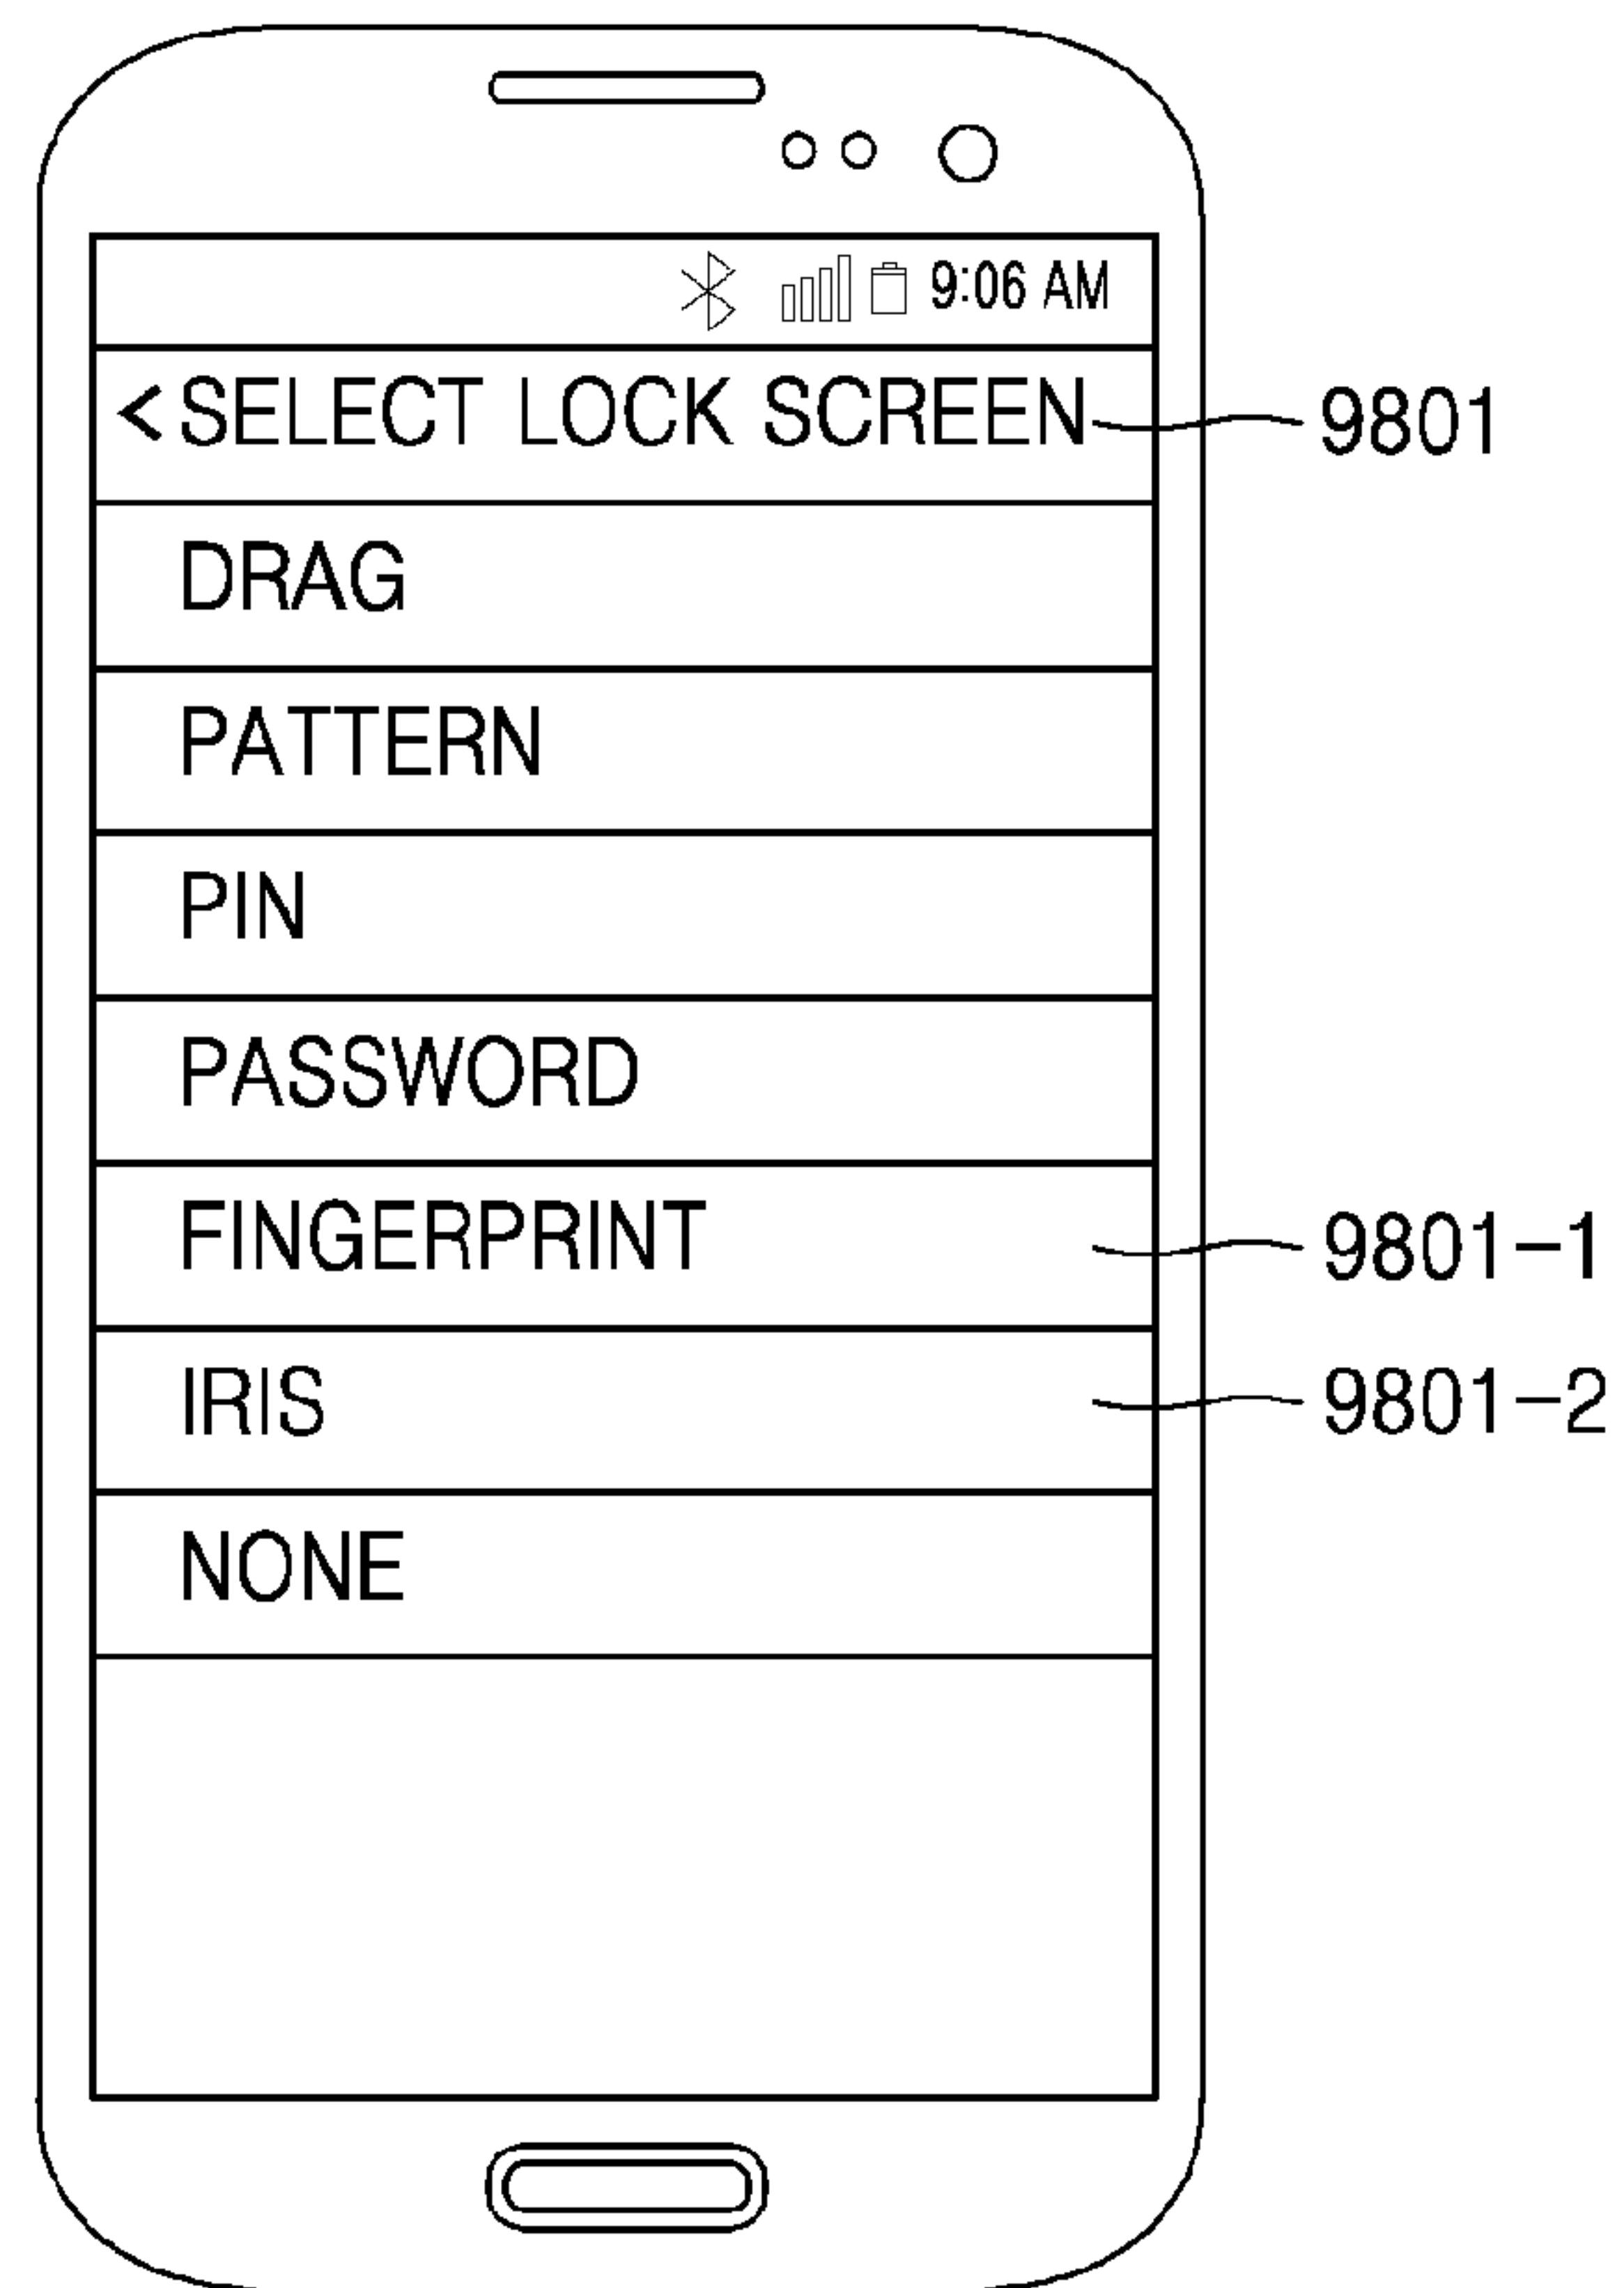 9:06 AM
<SELECT LOCK SCREEN 9801
DRAG
PATTERN
PIN
PASSWORD
FINGERPRINT 9801-1
IRIS 9801-2
NONE